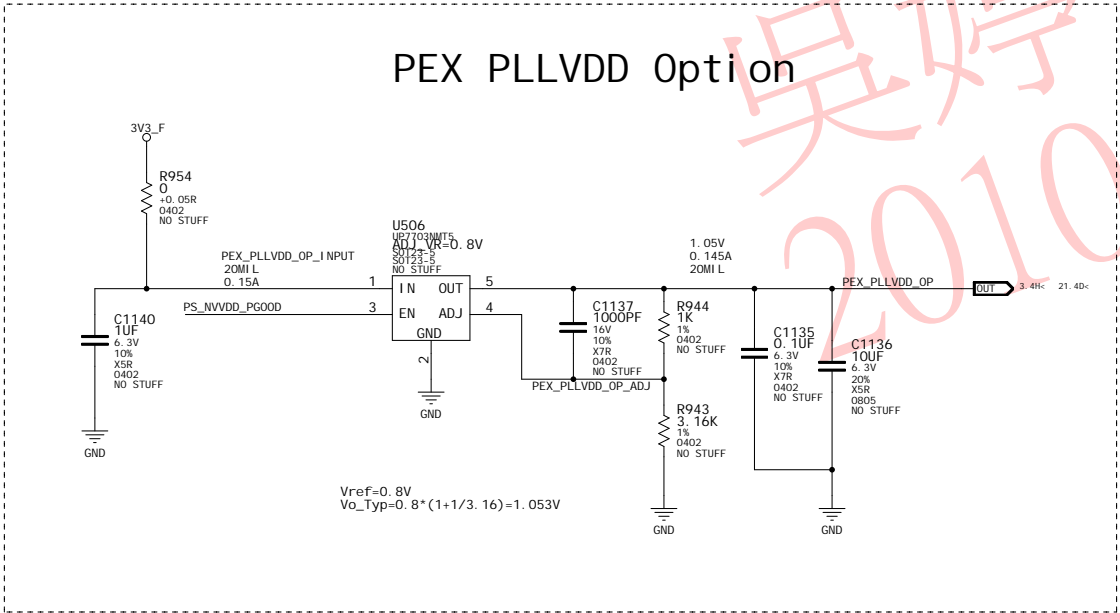 PEX PLLVDD Option
3V3_F
R954
0
+0.05R
0402
NO STUFF
PEX_PLLVDD_OP_INPUT
20MIL
0.15A
PS_NVVDD_PGOOD
C1140
1UF
6.3V
10%
X5R
0402
NO STUFF
GND
U506
UP7703NMT5
ADJ_VR=0.8V
SOT23-5
SOT23-5
NO STUFF
1
IN
OUT
5
3
EN
ADJ
4
GND
2
GND
C1137
1000PF
16V
10%
X7R
0402
NO STUFF
PEX_PLLVDD_OP_ADJ
1.05V
0.145A
20MIL
R944
1K
1%
0402
NO STUFF
R943
3.16K
1%
0402
NO STUFF
GND
C1135
0.1UF
6.3V
10%
X7R
0402
NO STUFF
C1136
10UF
6.3V
20%
X5R
0805
NO STUFF
GND
PEX_PLLVDD_OP
OUT
3.4H< 21.4D<
Vref=0.8V
Vo_Typ=0.8*(1+1/3.16)=1.053V
吳婷
2010